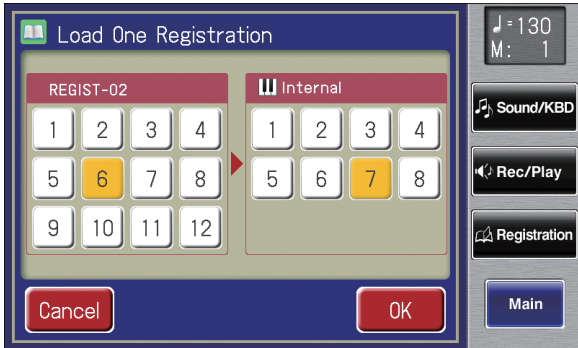 Load One Registration
♩=130
M: 1
REGIST-02
Internal
1 2 3 4
5 6 7 8
9 10 11 12
1 2 3 4
5 6 7 8
Sound/KBD
Rec/Play
Registration
Main
Cancel
OK